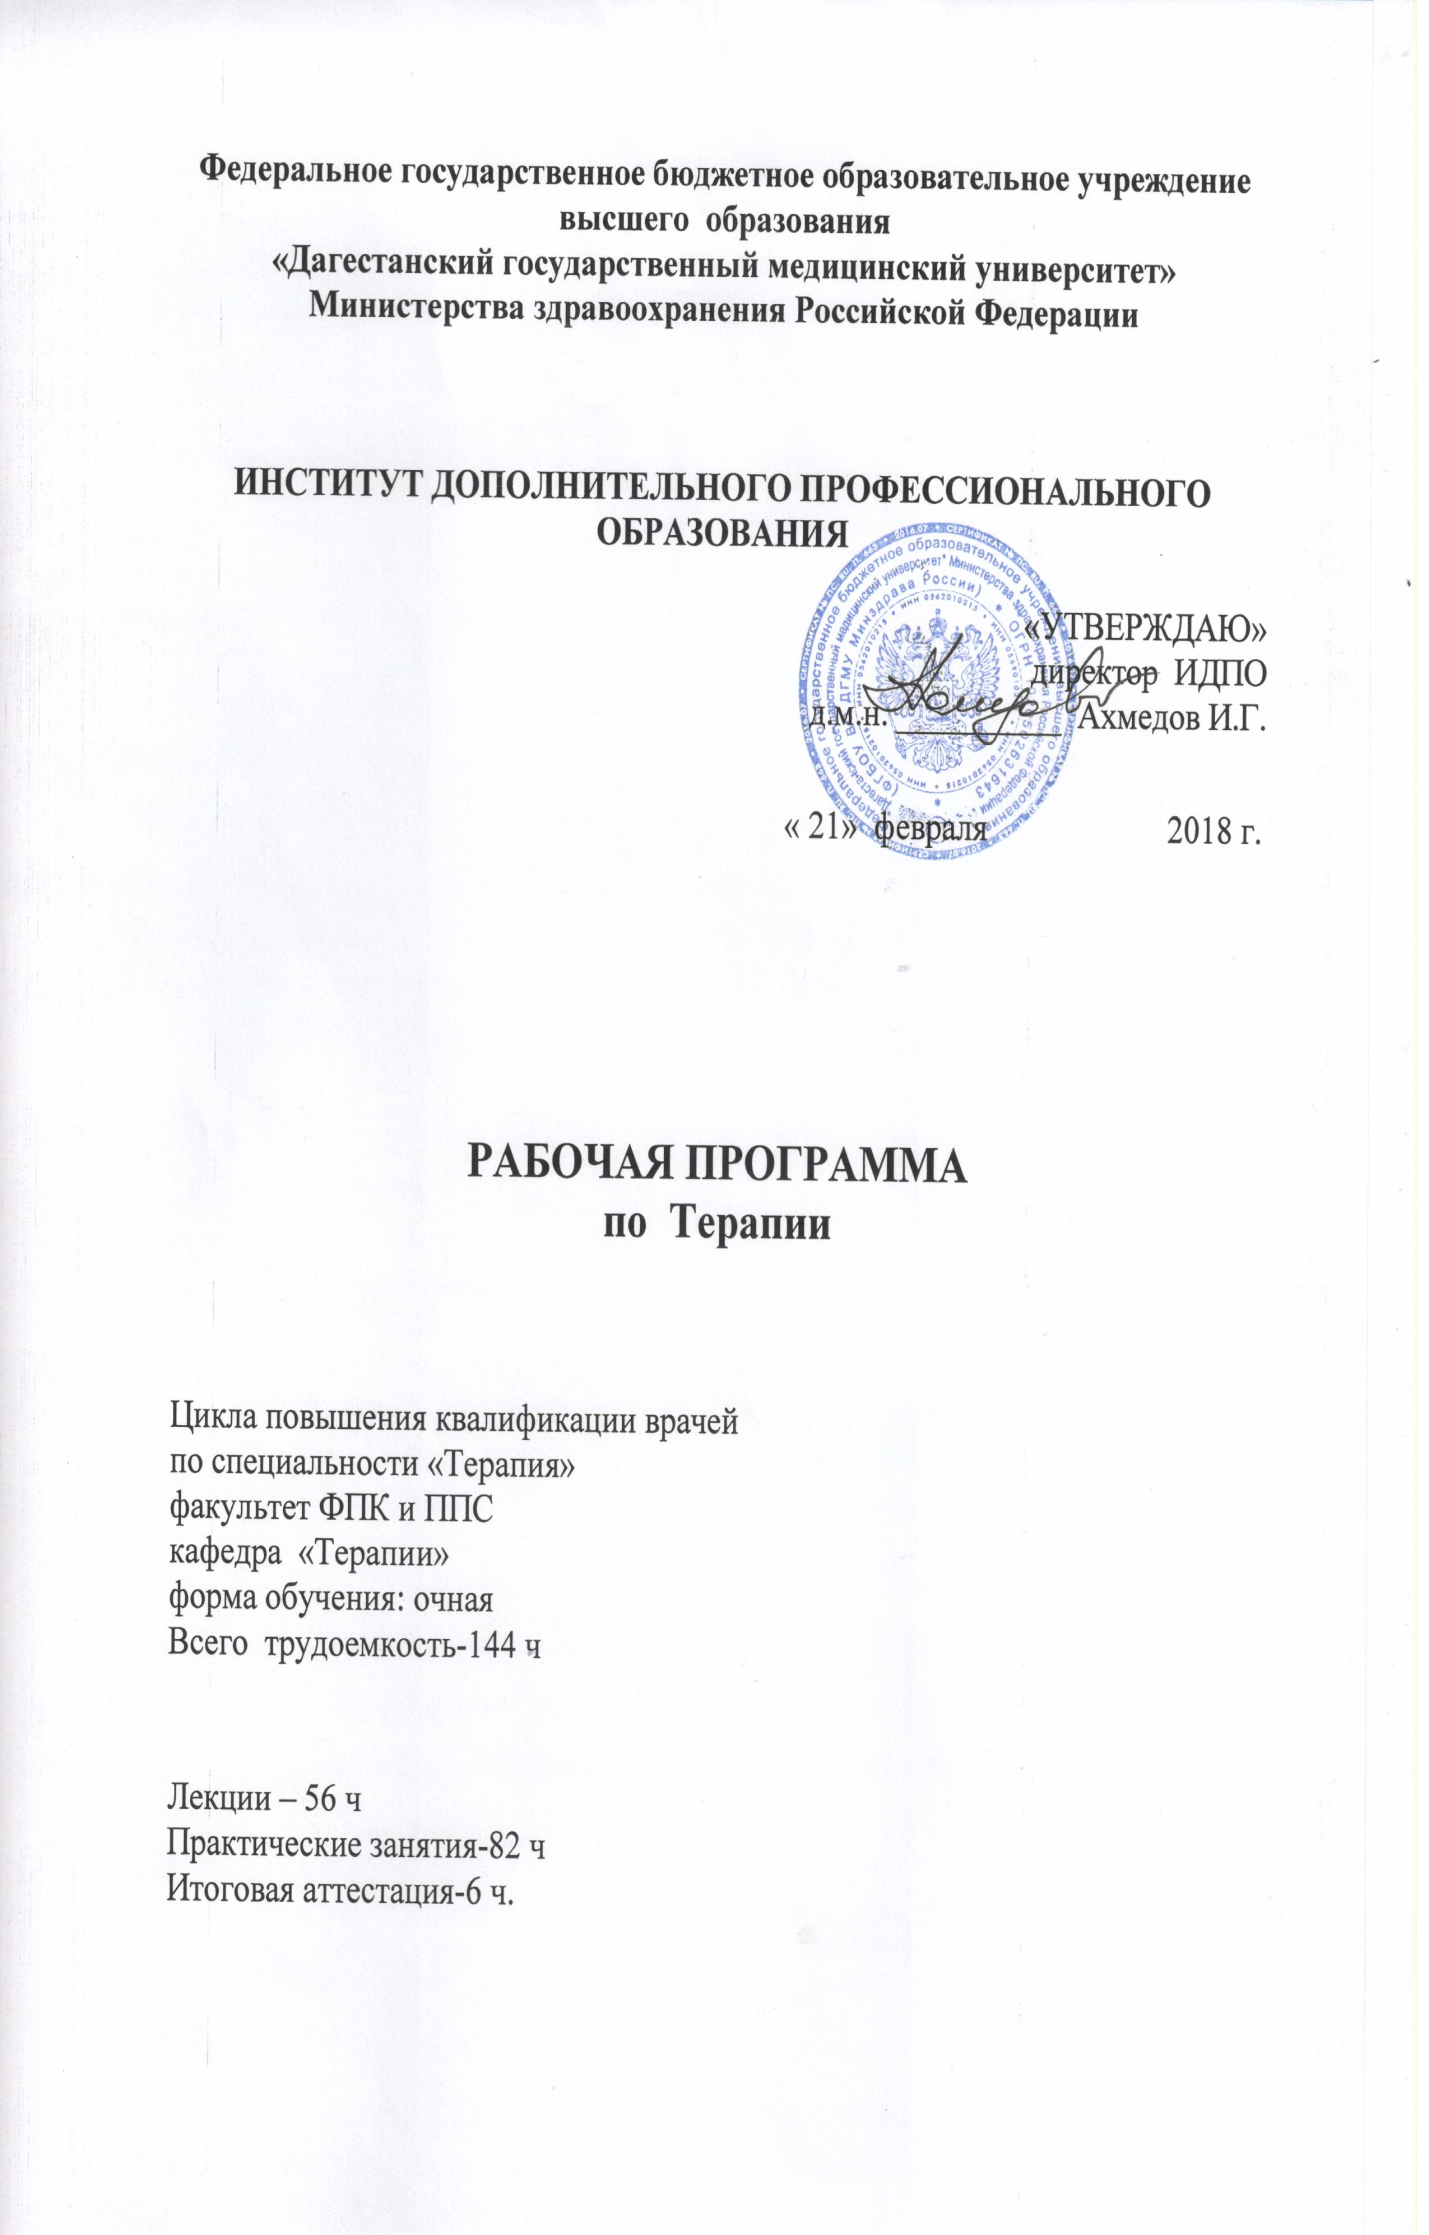 Федеральное государственное бюджетное образовательное учреждение
высшего образования
«Дагестанский государственный медицинский университет»
Министерства здравоохранения Российской Федерации
ИНСТИТУТ ДОПОЛНИТЕЛЬНОГО ПРОФЕССИОНАЛЬНОГО
ОБРАЗОВАНИЯ
«УТВЕРЖДАЮ»
директор ИДПО
д.м.н. ___________ Ахмедов И.Г.
« 21» февраля 2018 г.
РАБОЧАЯ ПРОГРАММА
по Терапии
Цикла повышения квалификации врачей
по специальности «Терапия»
факультет ФПК и ППС
кафедра «Терапии»
форма обучения: очная
Всего трудоемкость-144 ч
Лекции – 56 ч
Практические занятия-82 ч
Итоговая аттестация-6 ч.